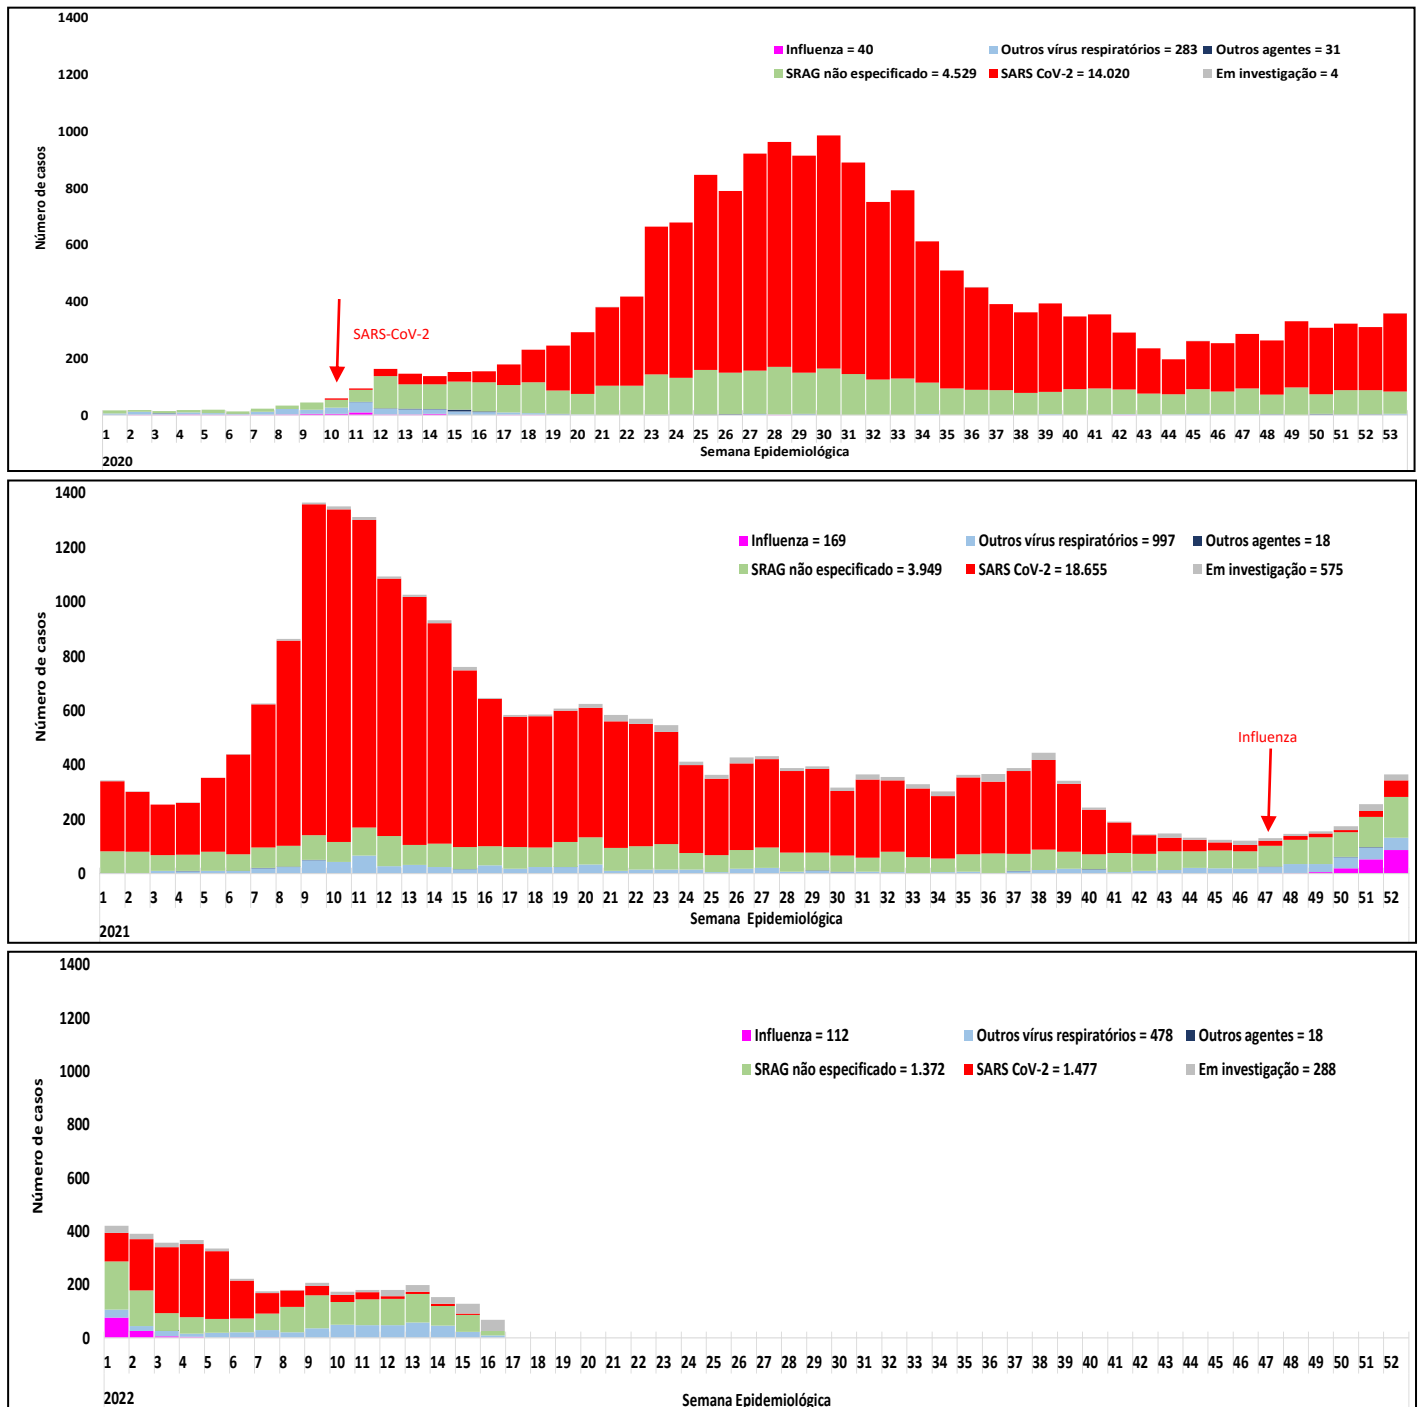 1400
1200
1000
800
600
400
200
0
Número de casos
Influenza = 40 Outros vírus respiratórios = 283 Outros agentes = 31
SRAG não especificado = 4.529 SARS CoV-2 = 14.020 Em investigação = 4
SARS-CoV-2
1 2 3 4 5 6 7 8 9 10 11 12 13 14 15 16 17 18 19 20 21 22 23 24 25 26 27 28 29 30 31 32 33 34 35 36 37 38 39 40 41 42 43 44 45 46 47 48 49 50 51 52 53
2020
Semana Epidemiológica
1400
1200
1000
800
600
400
200
0
Número de casos
Influenza = 169 Outros vírus respiratórios = 997 Outros agentes = 18
SRAG não especificado = 3.949 SARS CoV-2 = 18.655 Em investigação = 575
Influenza
1 2 3 4 5 6 7 8 9 10 11 12 13 14 15 16 17 18 19 20 21 22 23 24 25 26 27 28 29 30 31 32 33 34 35 36 37 38 39 40 41 42 43 44 45 46 47 48 49 50 51 52
2021
Semana Epidemiológica
1400
1200
1000
800
600
400
200
0
Número de casos
Influenza = 112 Outros vírus respiratórios = 478 Outros agentes = 18
SRAG não especificado = 1.372 SARS CoV-2 = 1.477 Em investigação = 288
1 2 3 4 5 6 7 8 9 10 11 12 13 14 15 16 17 18 19 20 21 22 23 24 25 26 27 28 29 30 31 32 33 34 35 36 37 38 39 40 41 42 43 44 45 46 47 48 49 50 51 52
2022
Semana Epidemiológica